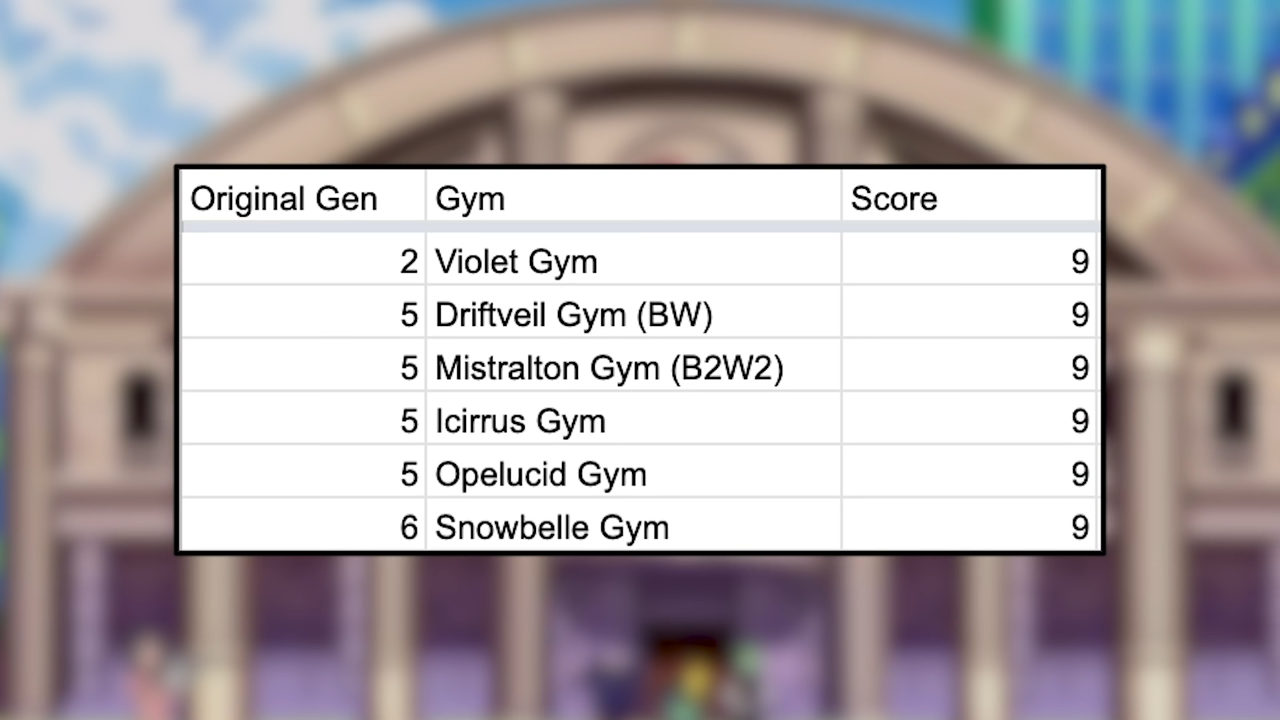 Original Gen Gym Score
2 Violet Gym 9
5 Driftveil Gym (BW) 9
5 Mistralton Gym (B2W2) 9
5 Icirrus Gym 9
5 Opelucid Gym 9
6 Snowbelle Gym 9